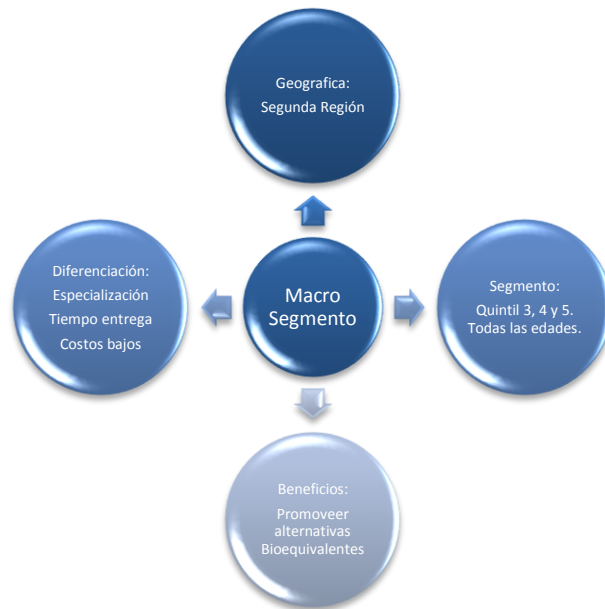 Geografica:
Segunda Región
Diferenciación:
Especialización
Tiempo entrega
Costos bajos
Macro
Segmento
Segmento:
Quintil 3, 4 y 5.
Todas las edades.
Beneficios:
Promoveer
alternativas
Bioequivalentes